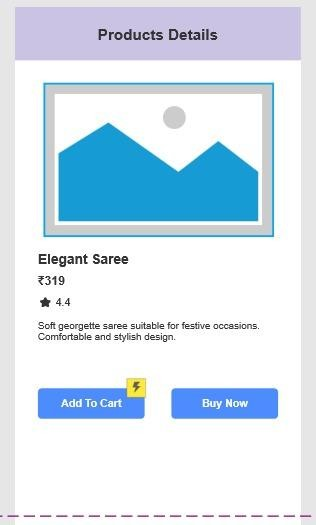 Products Details
Elegant Saree
₹319
4.4
Soft georgette saree suitable for festive occasions.
Comfortable and stylish design.
Add To Cart
Buy Now